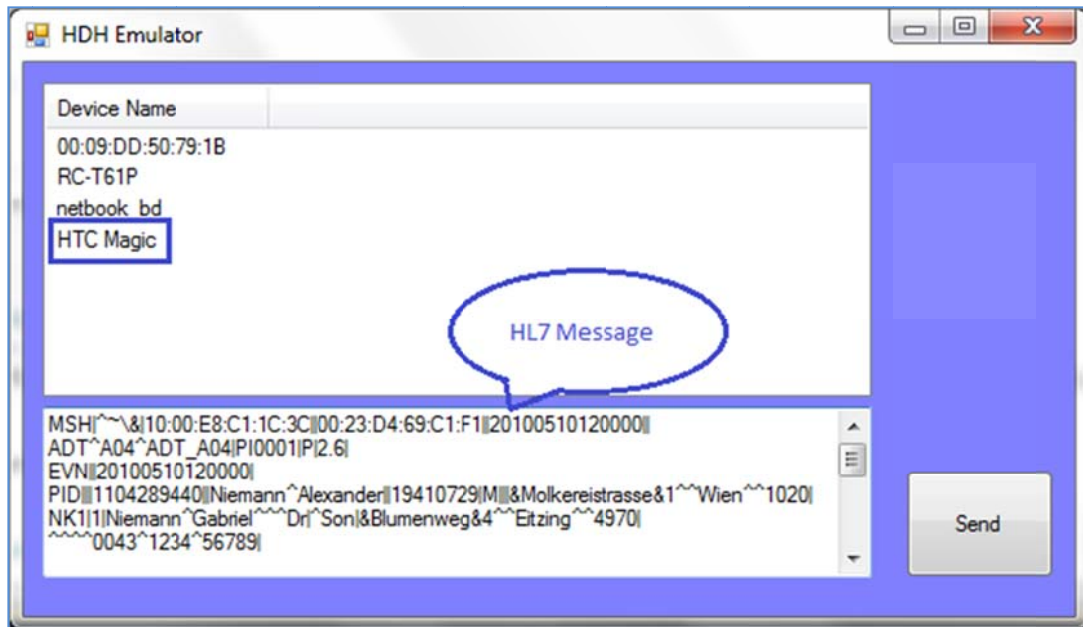 HDH Emulator
Device Name
00:09:DD:50:79:1B
RC-T61P
netbook_bd
HTC Magic
HL7 Message
MSH|^~\&|10:00:E8:C1:1C:3C||00:23:D4:69:C1:F1||20100510120000||
ADT^A04^ADT_A04|PI0001|P|2.6|
EVN||20100510120000|
PID|||1104289440||Niemann^Alexander||19410729|M|||&Molkereistrasse&1^^Wien^^1020|
NK1|1|Niemann^Gabriel^^^Dr|^Son|&Blumenweg&4^^Eitzing^^4970|
^^^^0043^1234^56789|
Send